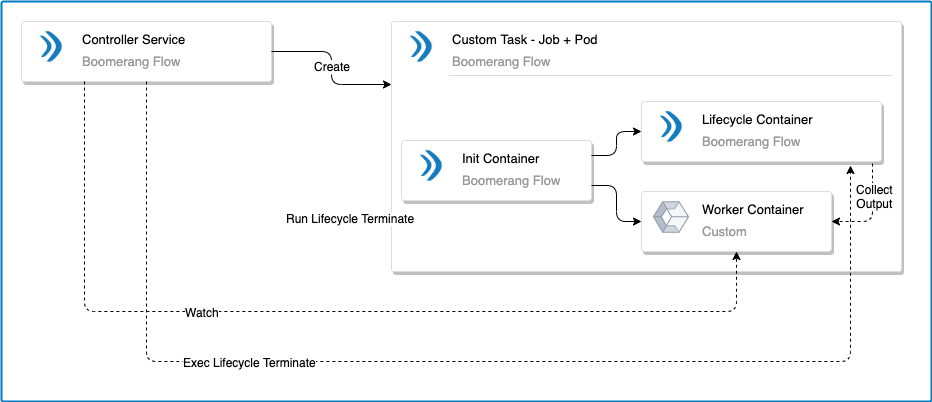 Controller Service
Boomerang Flow
Create
Custom Task - Job + Pod
Boomerang Flow
Lifecycle Container
Boomerang Flow
Init Container
Boomerang Flow
Collect
Output
Run Lifecycle Terminate
Worker Container
Custom
Watch
Exec Lifecycle Terminate